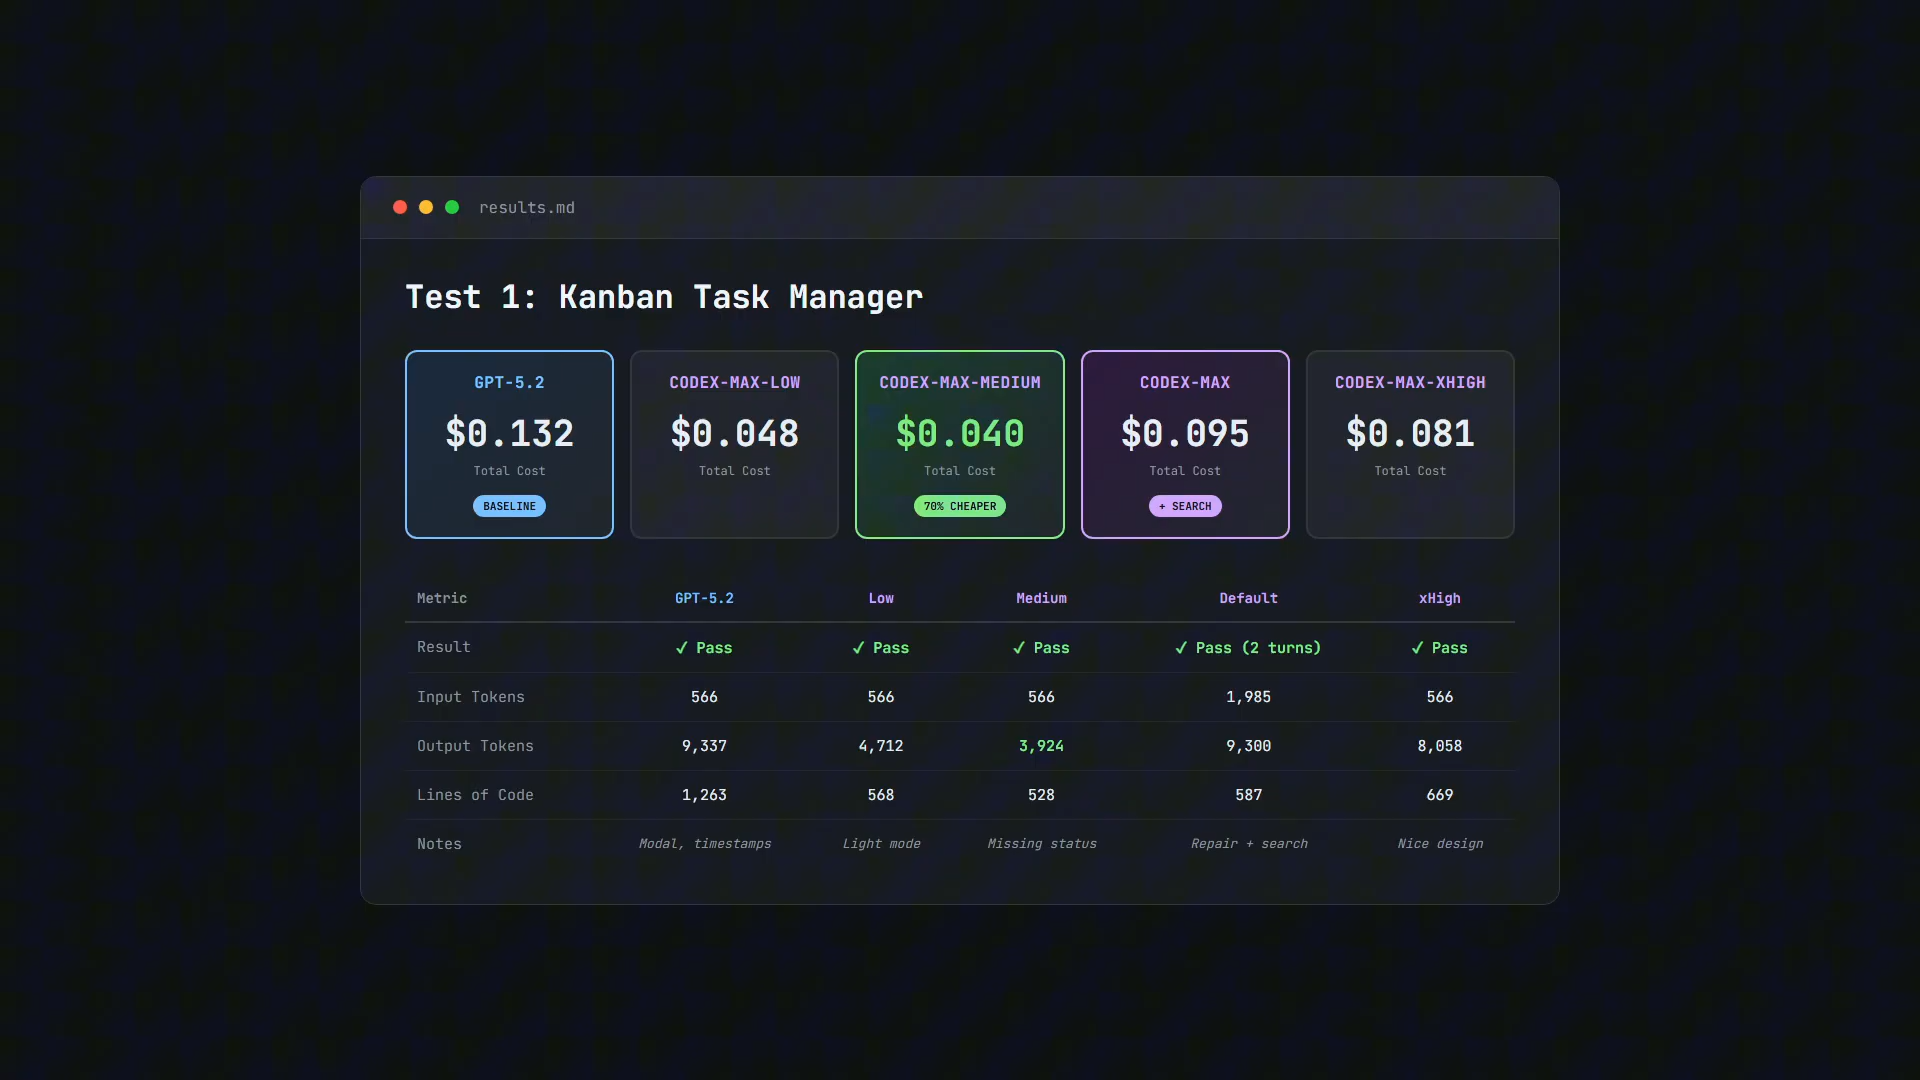 results.md
Test 1: Kanban Task Manager
GPT-5.2
$0.132
Total Cost
BASELINE
CODEX-MAX-LOW
$0.048
Total Cost
CODEX-MAX-MEDIUM
$0.040
Total Cost
70% CHEAPER
CODEX-MAX
$0.095
Total Cost
+ SEARCH
CODEX-MAX-XHIGH
$0.081
Total Cost
Metric GPT-5.2 Low Medium Default xHigh
Result ✓ Pass ✓ Pass ✓ Pass ✓ Pass (2 turns) ✓ Pass
Input Tokens 566 566 566 1,985 566
Output Tokens 9,337 4,712 3,924 9,300 8,058
Lines of Code 1,263 568 528 587 669
Notes Modal, timestamps Light mode Missing status Repair + search Nice design